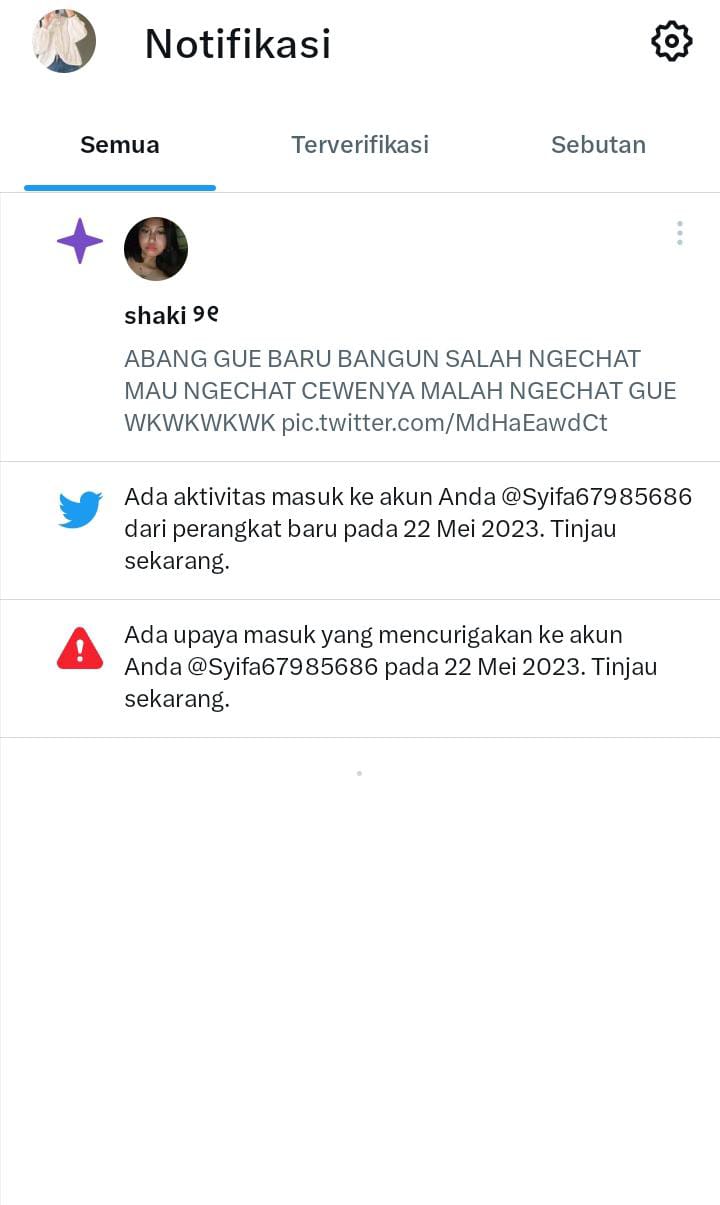 Notifikasi
Semua
Terverifikasi
Sebutan
shaki ୨୧
ABANG GUE BARU BANGUN SALAH NGECHAT
MAU NGECHAT CEWENYA MALAH NGECHAT GUE
WKWKWKWK pic.twitter.com/MdHaEawdCt
Ada aktivitas masuk ke akun Anda @Syifa67985686
dari perangkat baru pada 22 Mei 2023. Tinjau
sekarang.
Ada upaya masuk yang mencurigakan ke akun
Anda @Syifa67985686 pada 22 Mei 2023. Tinjau
sekarang.